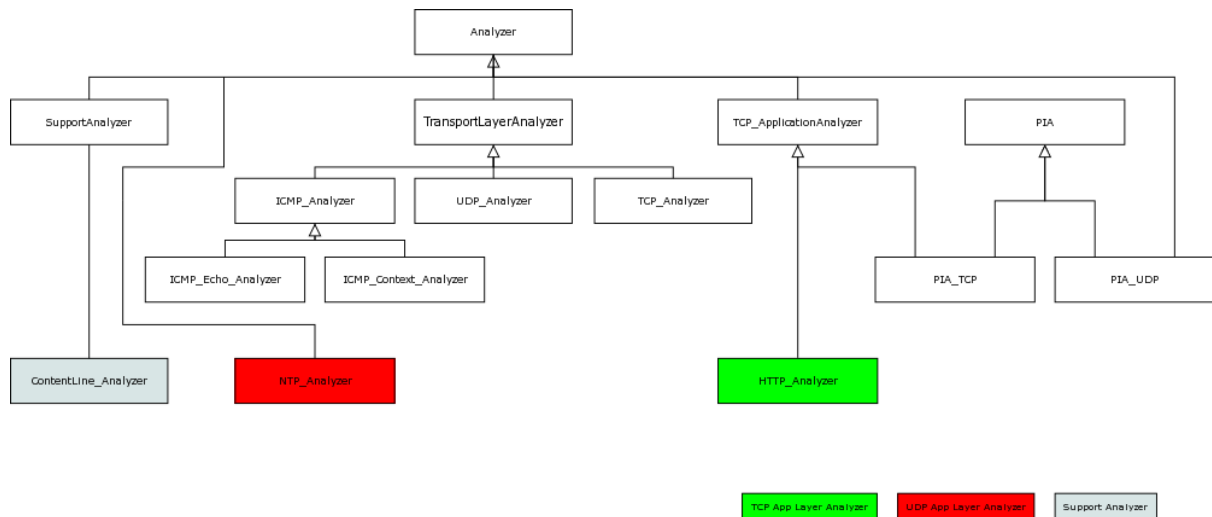 Analyzer
SupportAnalyzer
TransportLayerAnalyzer
TCP_ApplicationAnalyzer
PIA
ICMP_Analyzer
UDP_Analyzer
TCP_Analyzer
ICMP_Echo_Analyzer
ICMP_Context_Analyzer
PIA_TCP
PIA_UDP
ContentLine_Analyzer
NTP_Analyzer
HTTP_Analyzer
TCP App Layer Analyzer
UDP App Layer Analyzer
Support Analyzer